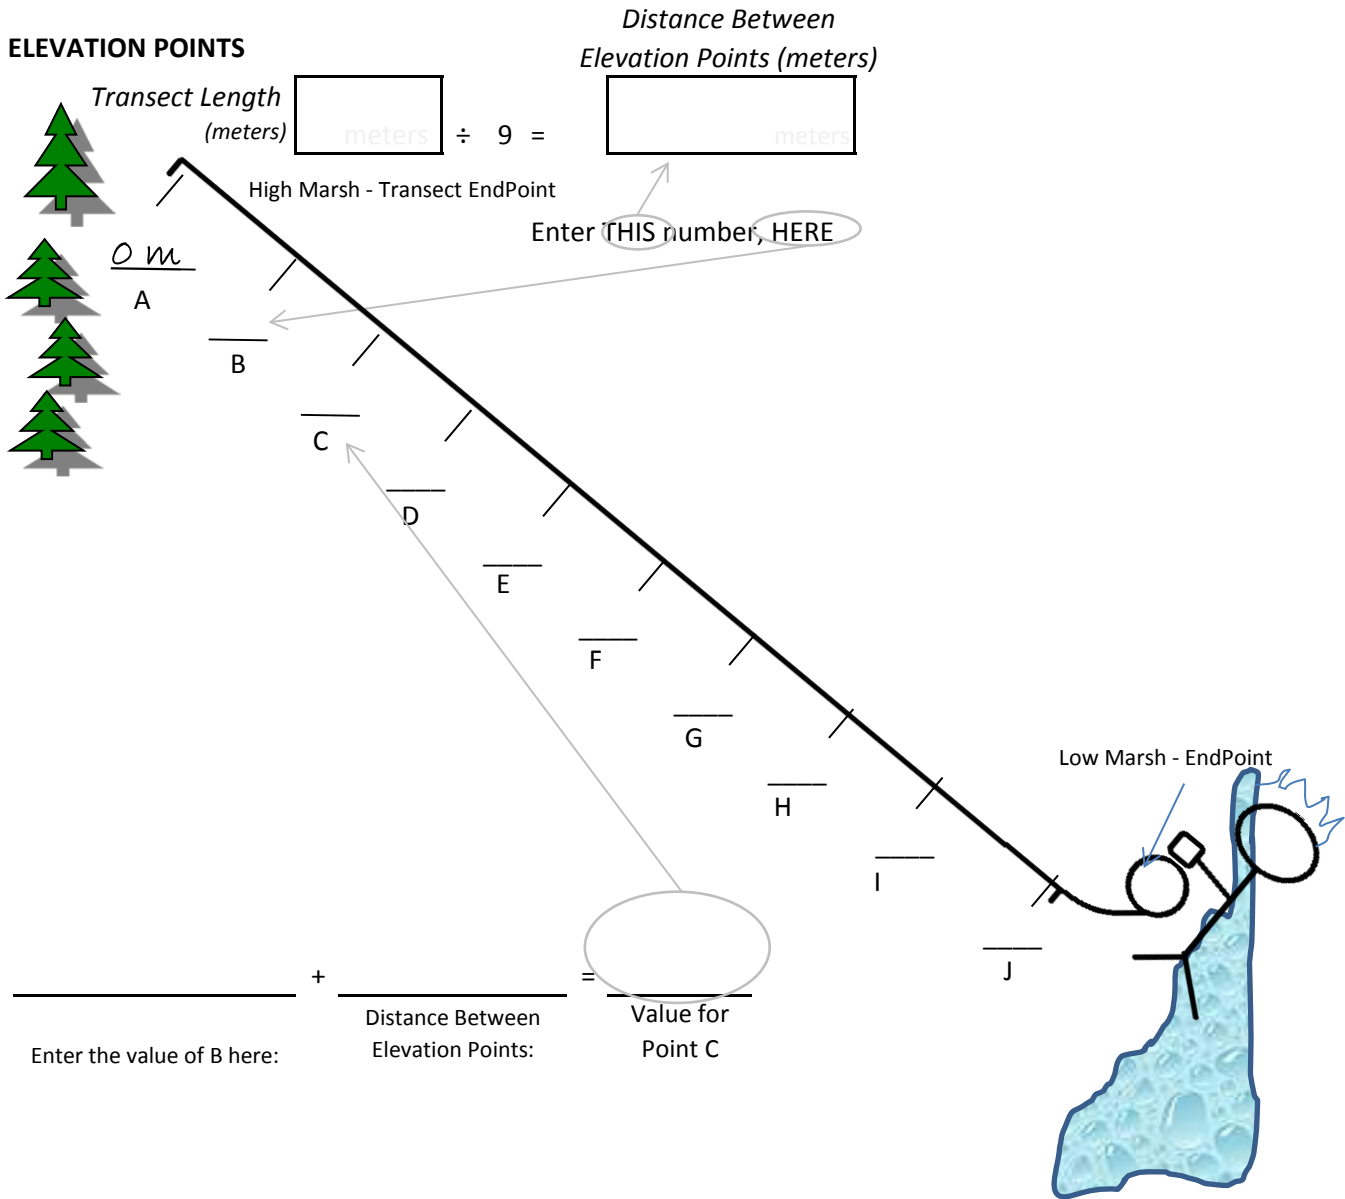 Distance Between
ELEVATION POINTS
Elevation Points (meters)
Transect Length
(meters)
meters ÷ 9 = meters
High Marsh - Transect EndPoint
Enter THIS number, HERE
0 m
A
B
C
D
E
F
G
H
I
J
Low Marsh - EndPoint
+ =
Distance Between
Elevation Points:
Value for
Point C
Enter the value of B here: